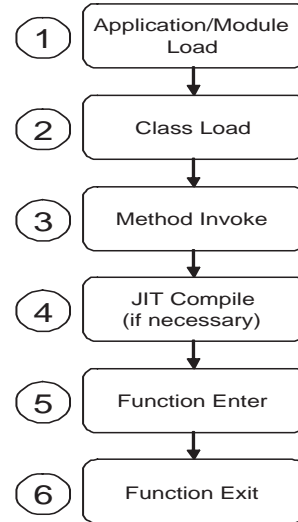 1
Application/Module
Load
2
Class Load
3
Method Invoke
4
JIT Compile
(if necessary)
5
Function Enter
6
Function Exit